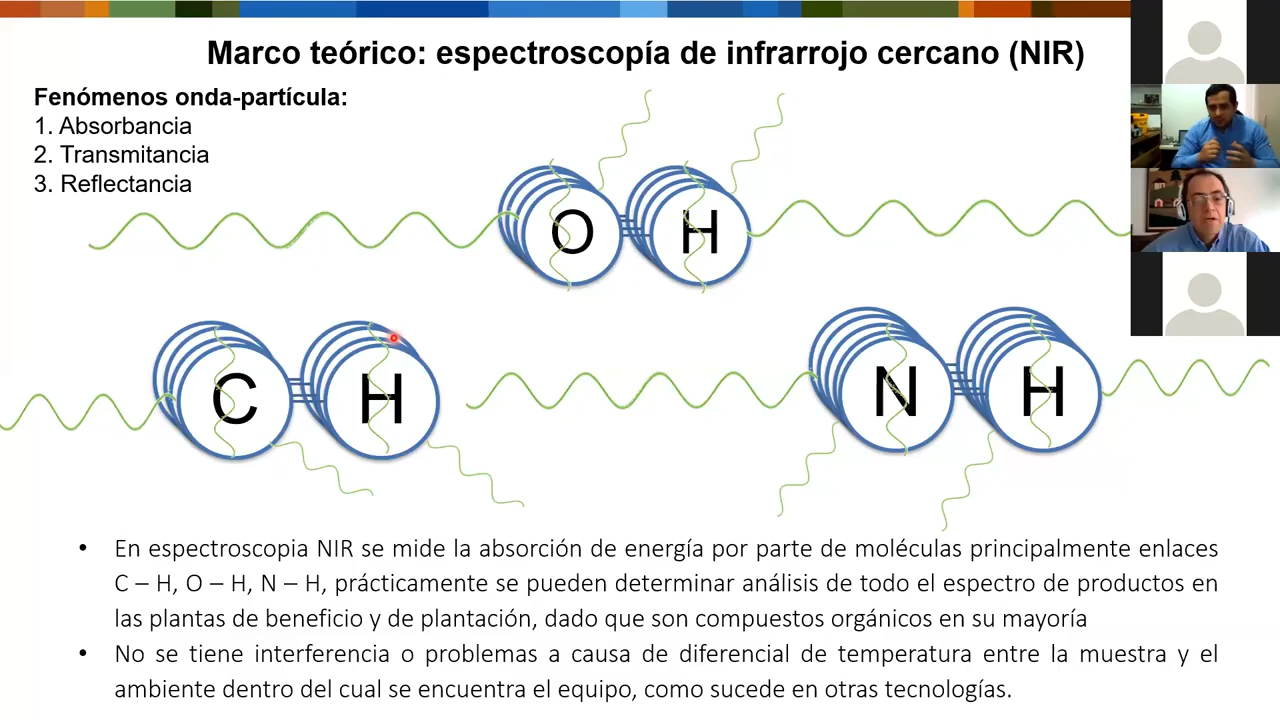 Marco teórico: espectroscopía de infrarrojo cercano (NIR)
Fenómenos onda-partícula:
1. Absorbancia
2. Transmitancia
3. Reflectancia
O H
C H
N H
• En espectroscopia NIR se mide la absorción de energía por parte de moléculas principalmente enlaces
C – H, O – H, N – H, prácticamente se pueden determinar análisis de todo el espectro de productos en
las plantas de beneficio y de plantación, dado que son compuestos orgánicos en su mayoría
• No se tiene interferencia o problemas a causa de diferencial de temperatura entre la muestra y el
ambiente dentro del cual se encuentra el equipo, como sucede en otras tecnologías.